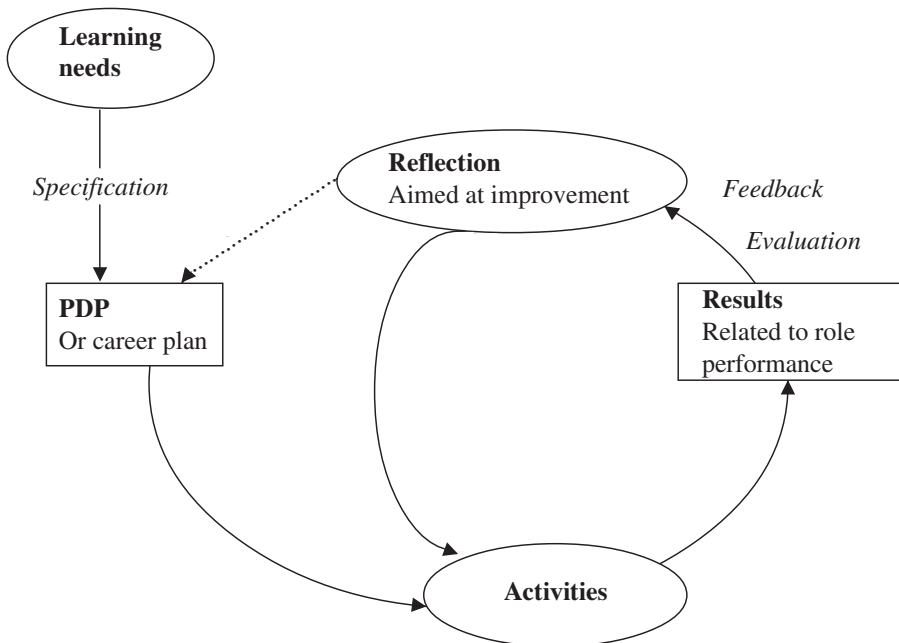 Learning
needs
Specification
Reflection
Aimed at improvement
Feedback
Evaluation
PDP
Or career plan
Results
Related to role
performance
Activities